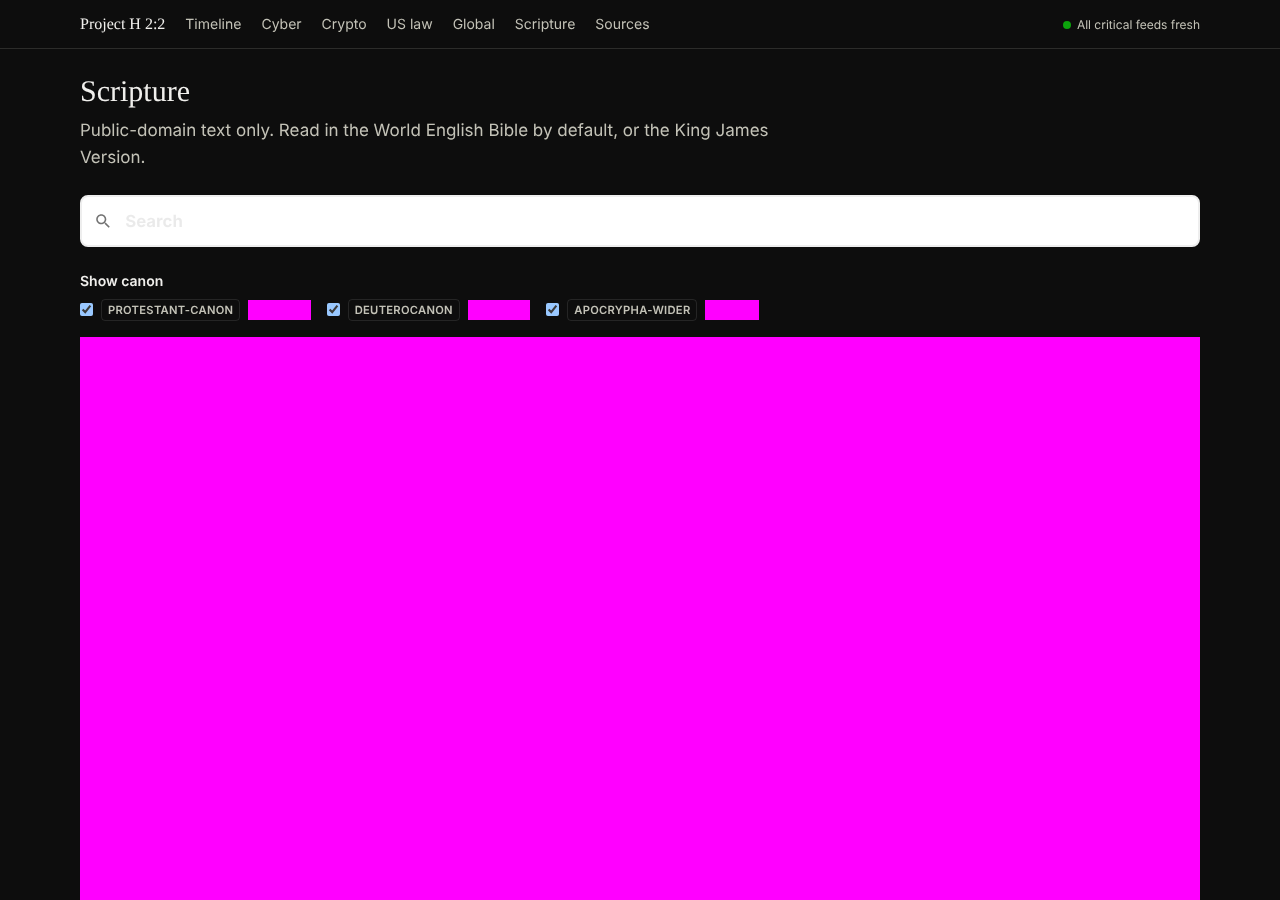 Project H 2:2 Timeline Cyber Crypto US law Global Scripture Sources All critical feeds fresh
Scripture
Public-domain text only. Read in the World English Bible by default, or the King James
Version.
Search
Show canon
PROTESTANT-CANON DEUTEROCANON APOCRYPHA-WIDER